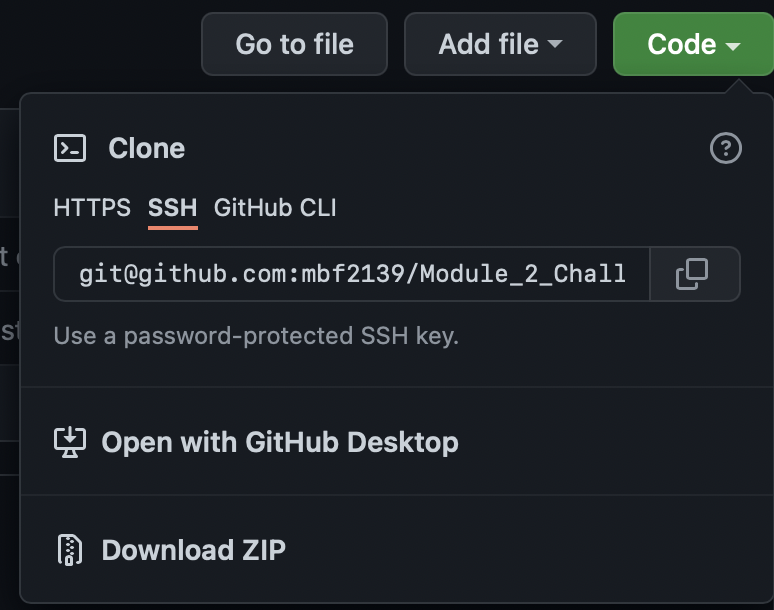 Go to file Add file Code
Clone
HTTPS SSH GitHub CLI
git@github.com:mbf2139/Module_2_Chall
Use a password-protected SSH key.
Open with GitHub Desktop
Download ZIP